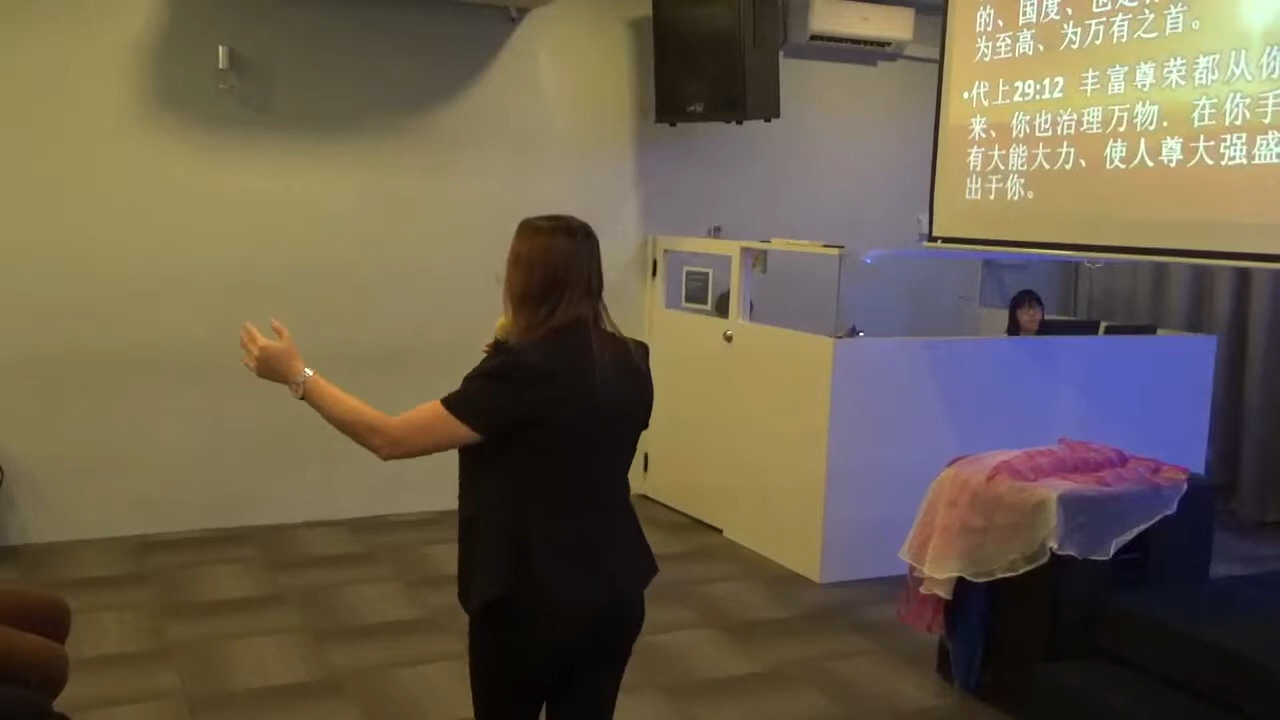 的、国度、也是
为至高、为万有之首。
•代上29:12 丰富尊荣都从你
来、你也治理万物．在你手
有大能大力、使人尊大强盛
出于你。